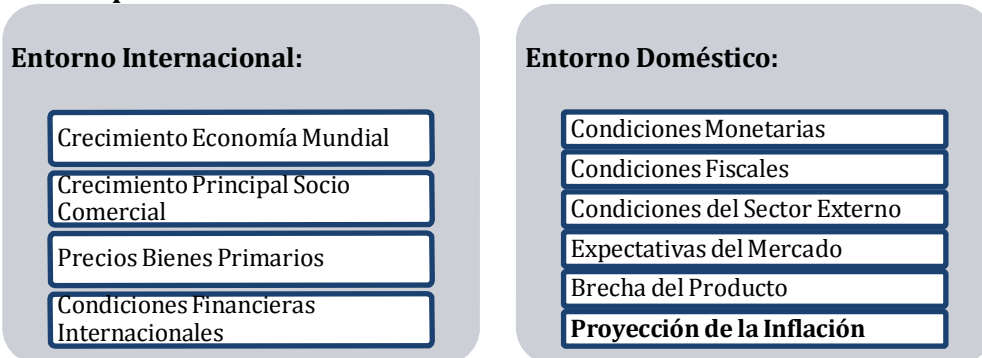 Entorno Internacional:
Crecimiento Economía Mundial
Crecimiento Principal Socio
Comercial
Precios Bienes Primarios
Condiciones Financieras
Internacionales
Entorno Doméstico:
Condiciones Monetarias
Condiciones Fiscales
Condiciones del Sector Externo
Expectativas del Mercado
Brecha del Producto
Proyección de la Inflación